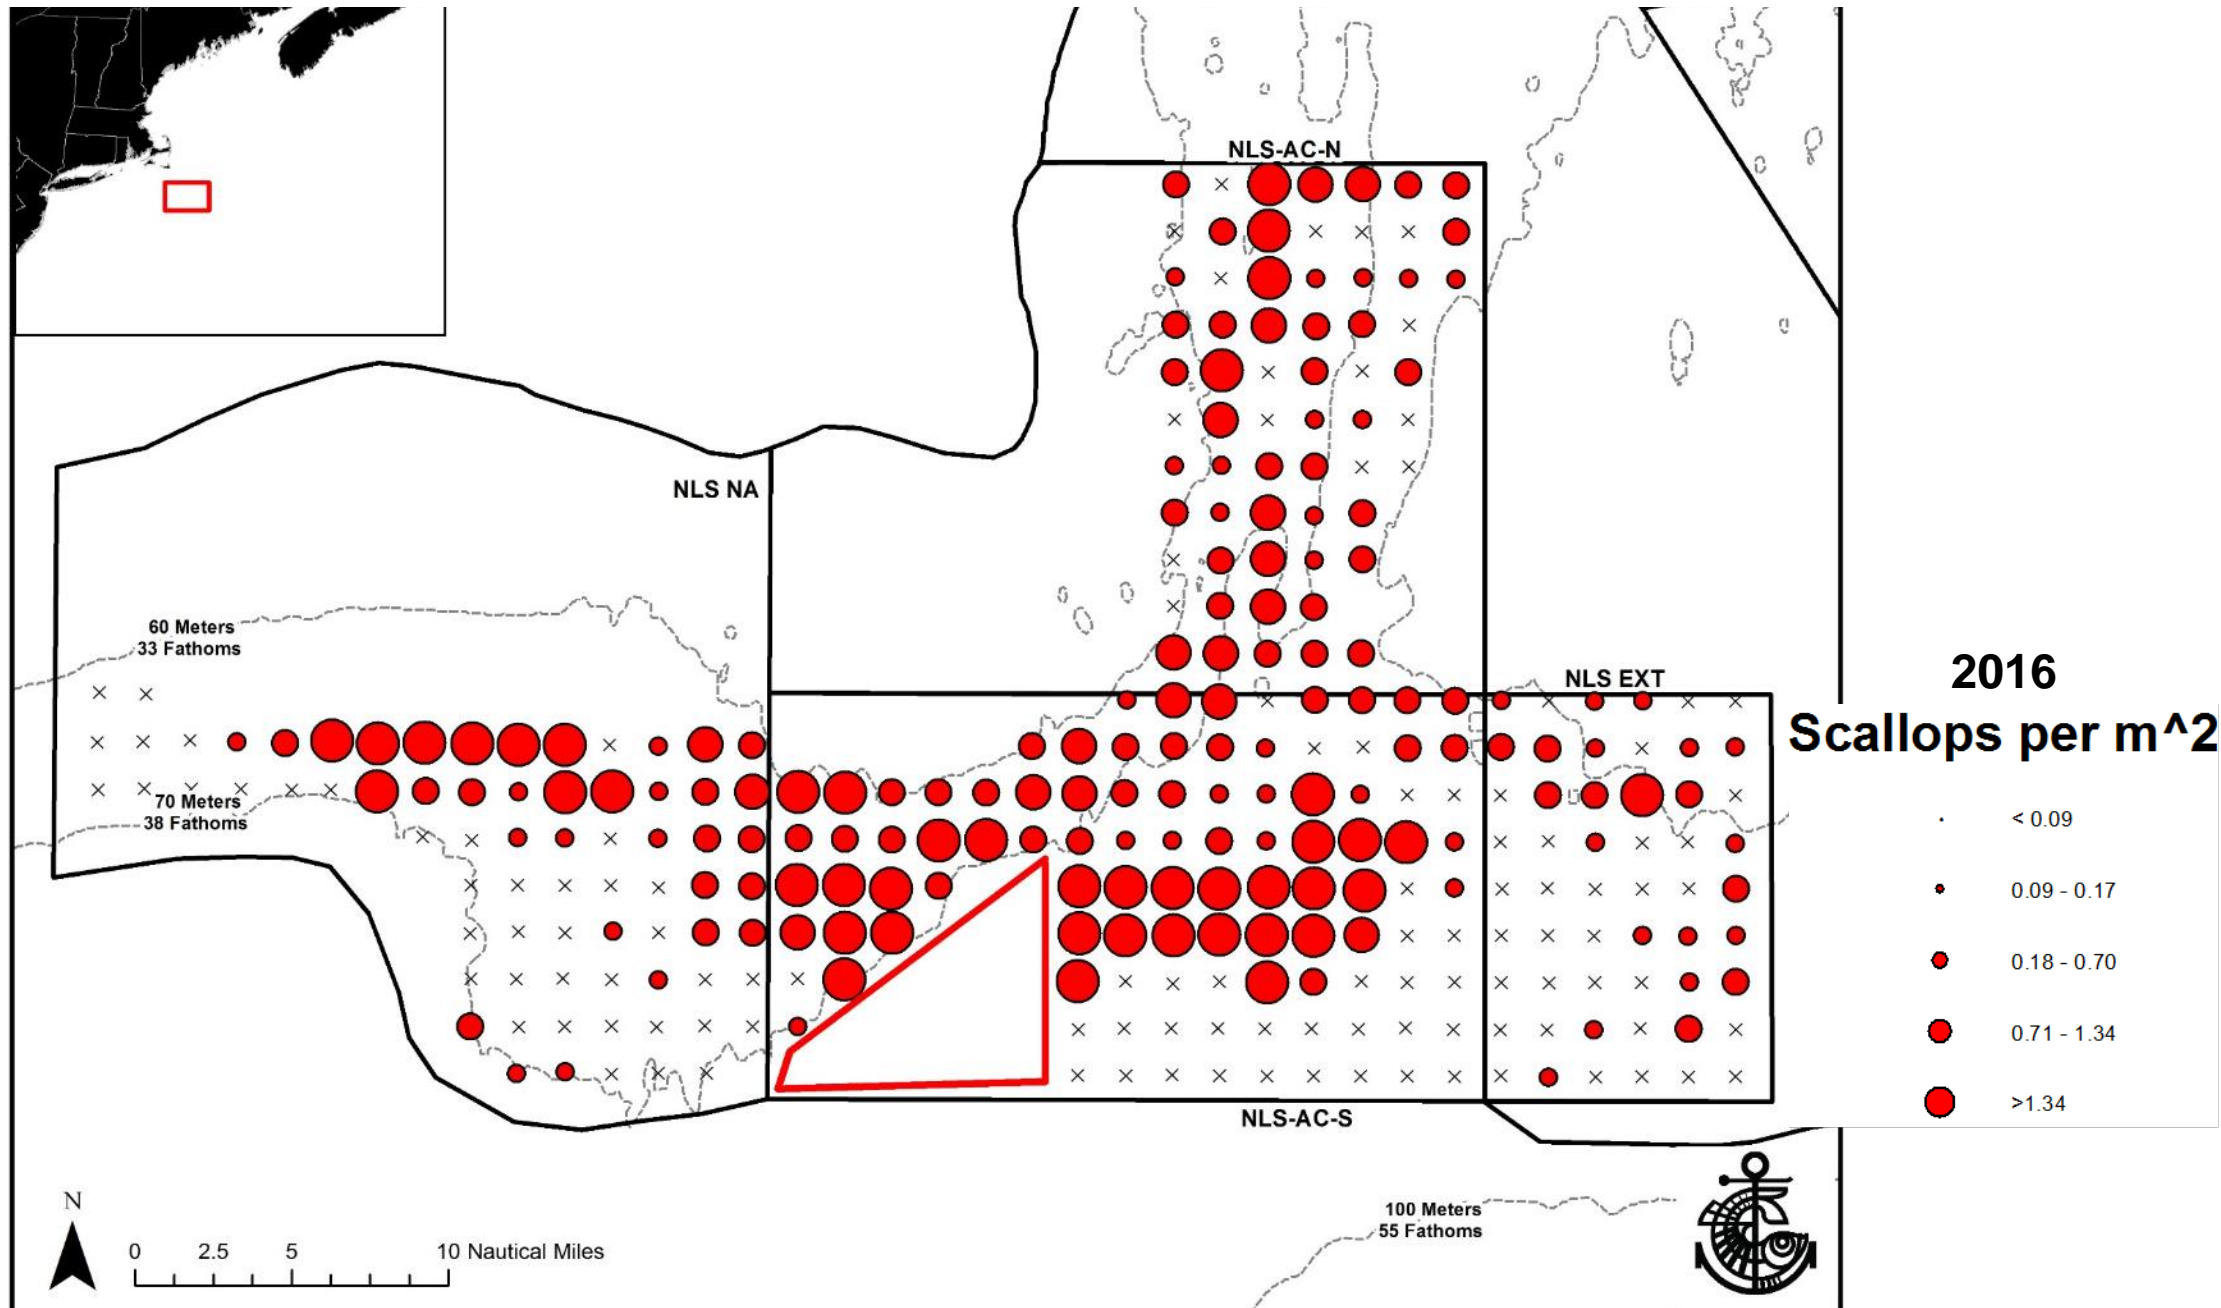 NLS-AC-N
NLS NA
60 Meters
33 Fathoms
NLS EXT
2016
Scallops per m^2
70 Meters
38 Fathoms
< 0.09
0.09 - 0.17
0.18 - 0.70
0.71 - 1.34
>1.34
NLS-AC-S
N
100 Meters
55 Fathoms
0 2.5 5 10 Nautical Miles